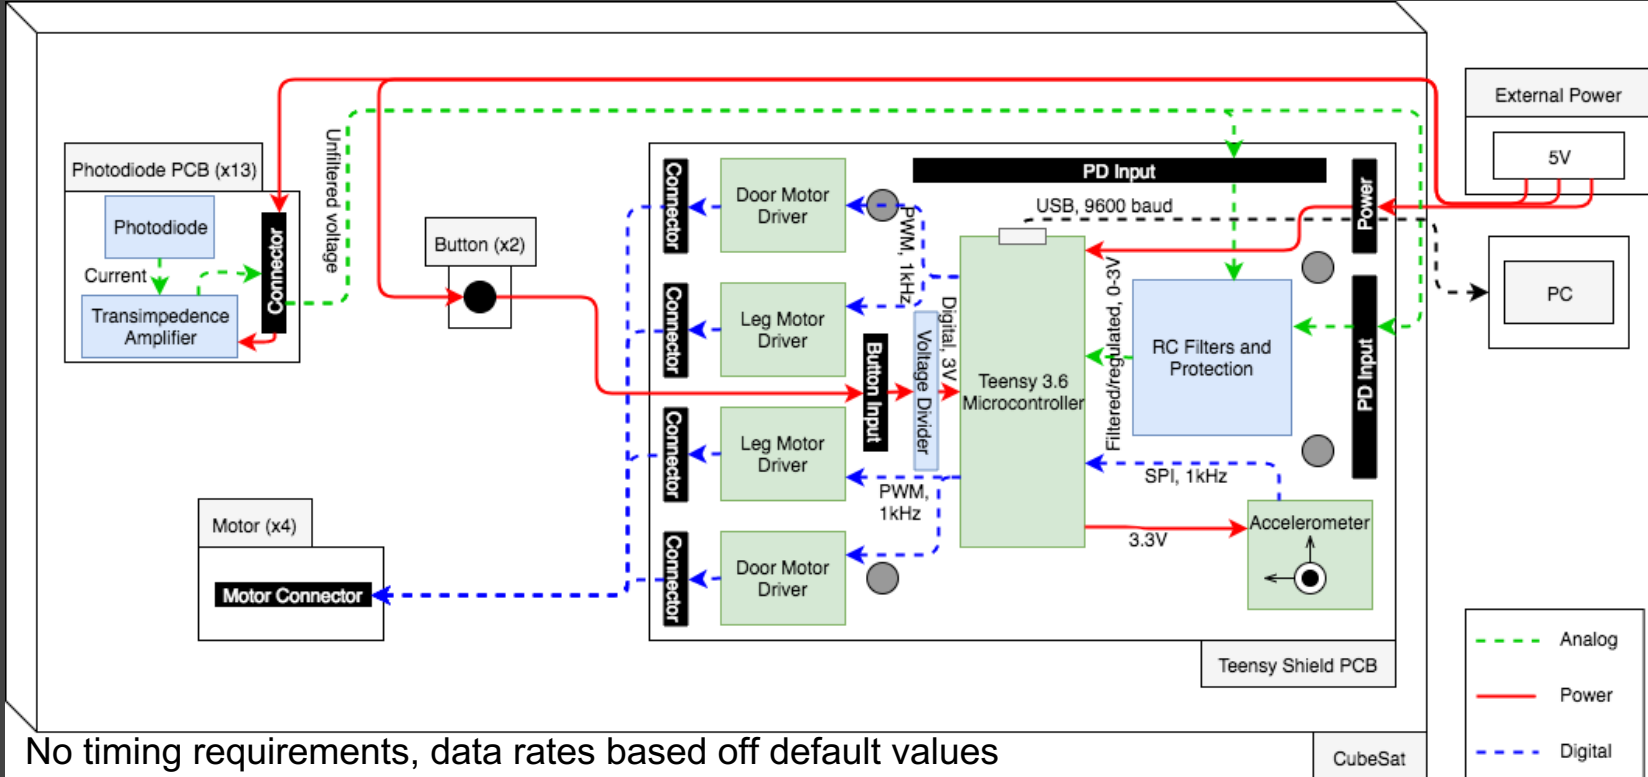 External Power
5V
Photodiode PCB (x13)
Photodiode
Current
Transimpedence
Amplifier
Connector
Unfiltered voltage
Button (x2)
Motor (x4)
Motor Connector
Connector
Connector
Connector
Connector
Door Motor
Driver
Leg Motor
Driver
Leg Motor
Driver
Door Motor
Driver
PWM, 1kHz
PWM,
1kHz
Button Input
Voltage Divider
Digital, 3V
PD Input
USB, 9600 baud
Teensy 3.6
Microcontroller
Filtered/regulated, 0-3V
RC Filters and
Protection
Power
PD Input
SPI, 1kHz
3.3V
Accelerometer
Teensy Shield PCB
PC
Analog
Power
Digital
CubeSat
No timing requirements, data rates based off default values